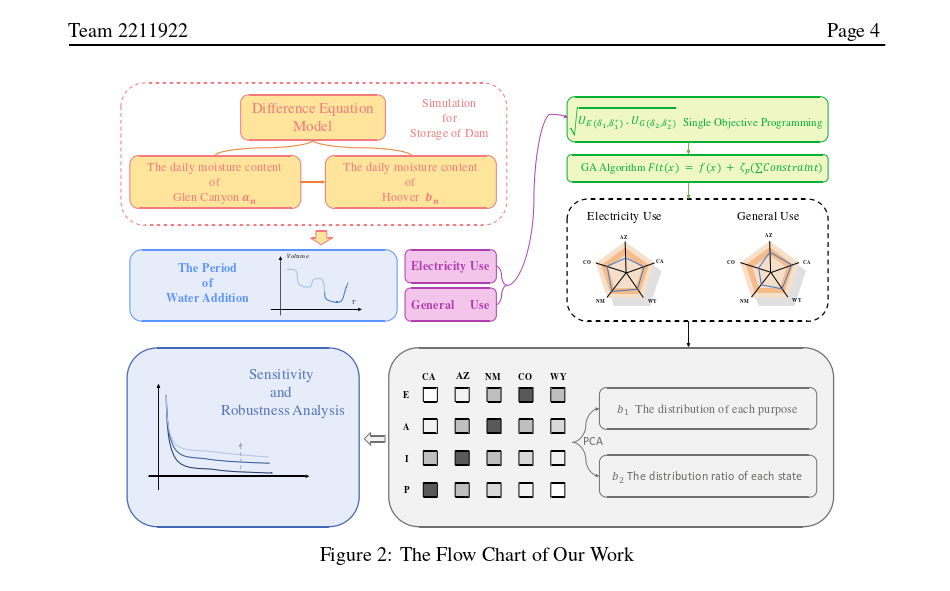 Team 2211922
Page 4
Difference Equation
Model
Simulation
for
Storage of Dam
The daily moisture content
of
Glen Canyon aₙ
The daily moisture content
of
Hoover bₙ
√U_E(δ₁,δ₁*) · U_G(δ₂,δ₂*) Single Objective Programming
GA Algorithm Fit(x) = f(x) + ζₚ(∑Constraint)
The Period
of
Water Addition
Volume
T
Electricity Use
General Use
Electricity Use
AZ
CO
CA
NM
WY
General Use
AZ
CO
CA
NM
WY
Sensitivity
and
Robustness Analysis
CA AZ NM CO WY
E
A
I
P
PCA
b₁ The distribution of each purpose
b₂ The distribution ratio of each state
Figure 2: The Flow Chart of Our Work